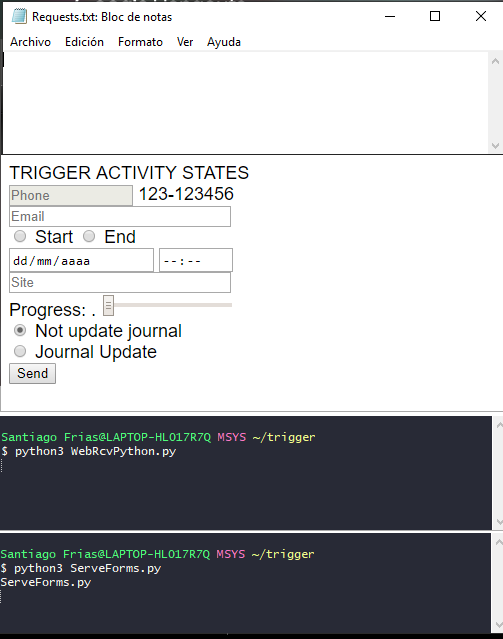 Requests.txt: Bloc de notas
Archivo Edición Formato Ver Ayuda
TRIGGER ACTIVITY STATES
Phone 123-123456
Email
Start End
dd/mm/aaaa --:--
Site
Progress: .
Not update journal
Journal Update
Send
Santiago Frias@LAPTOP-HLO17R7Q MSYS ~/trigger
$ python3 WebRcvPython.py
Santiago Frias@LAPTOP-HLO17R7Q MSYS ~/trigger
$ python3 ServeForms.py
ServeForms.py